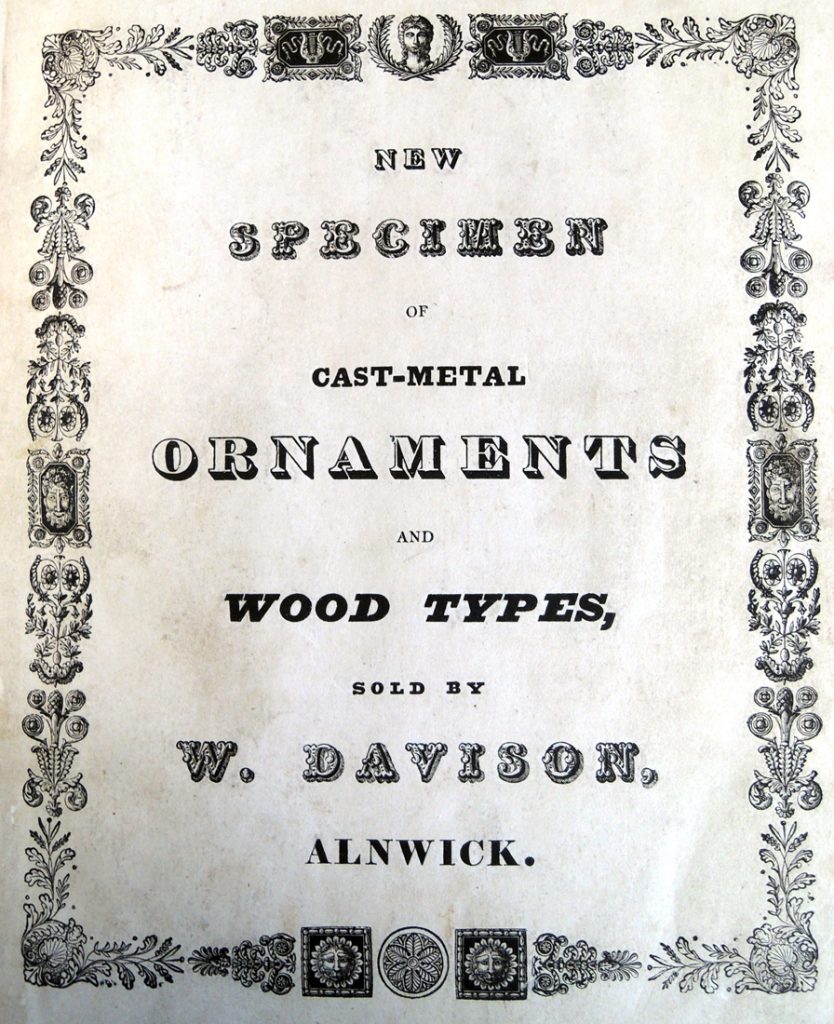 NEW
SPECIMEN
OF
CAST-METAL
ORNAMENTS
AND
WOOD TYPES,
SOLD BY
W. DAVISON,
ALNWICK.